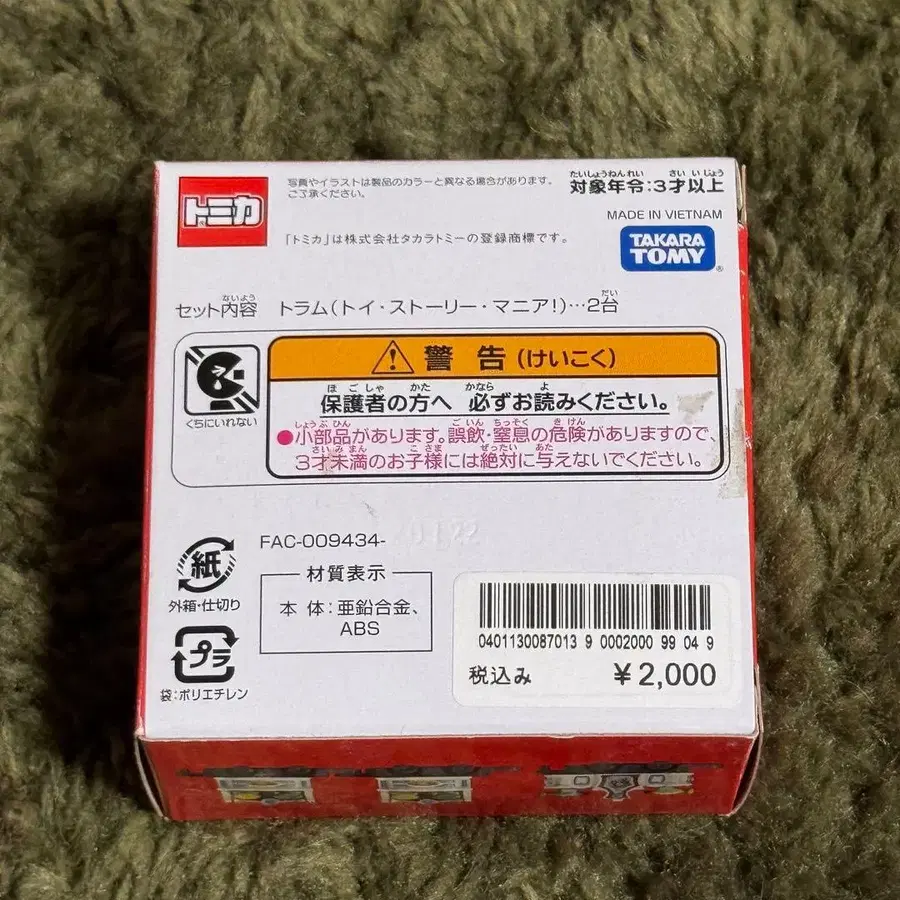 トミカ
写真やイラストは製品のカラーと異なる場合があります。
ご了承ください。
「トミカ」は株式会社タカラトミーの登録商標です。
たいしょうねんれい さい いじょう
対象年令:3才以上
MADE IN VIETNAM
TAKARA
TOMY
®
ないよう だい
セット内容 トラム(トイ・ストーリー・マニア!)…2台
くちにいれない
警告(けいこく)
ほごしゃ かた かなら よ
保護者の方へ 必ずお読みください。
しょうぶひん ごいん ちっそく きけん
●小部品があります。誤飲・窒息の危険がありますので、
さいみまん こさま ぜったい あた
3才未満のお子様には絶対に与えないでください。
FAC-009434-
紙
外箱・仕切り
プラ
袋:ポリエチレン
材質表示
本体:亜鉛合金、
ABS
0401130087013 9 0002000 99 04 9
税込み ¥2,000